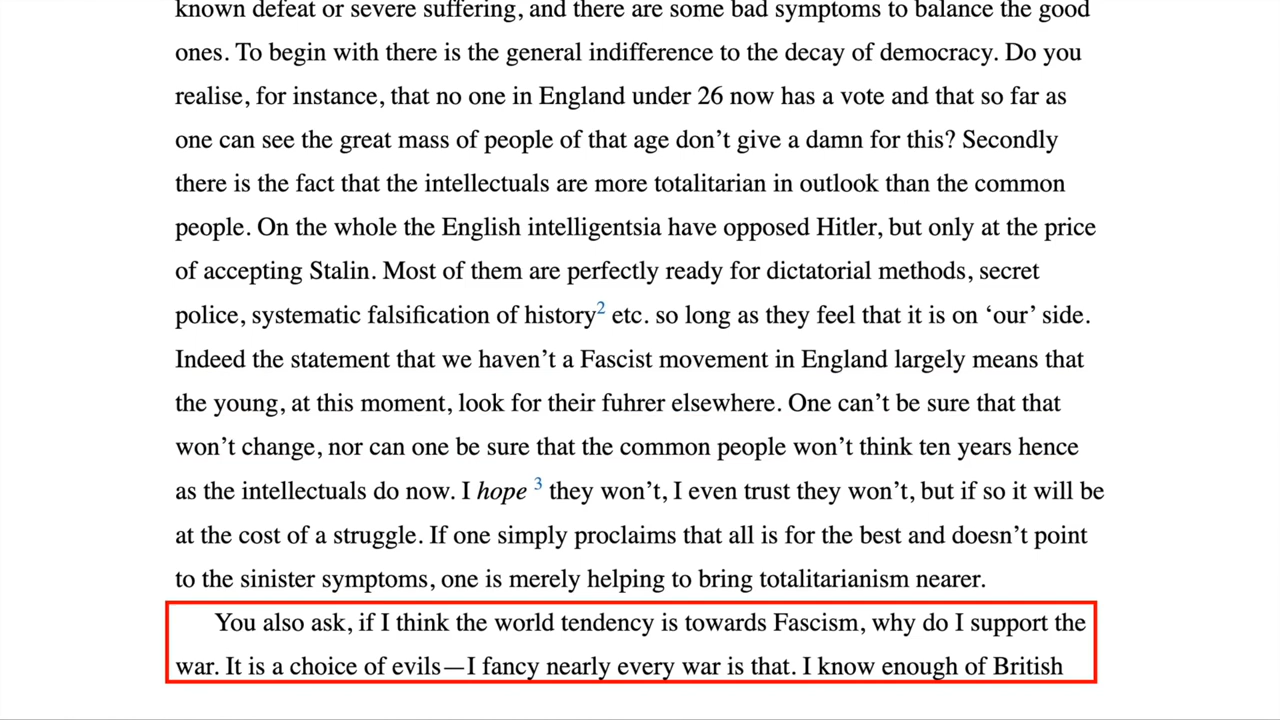 known defeat or severe suffering, and there are some bad symptoms to balance the good
ones. To begin with there is the general indifference to the decay of democracy. Do you
realise, for instance, that no one in England under 26 now has a vote and that so far as
one can see the great mass of people of that age don’t give a damn for this? Secondly
there is the fact that the intellectuals are more totalitarian in outlook than the common
people. On the whole the English intelligentsia have opposed Hitler, but only at the price
of accepting Stalin. Most of them are perfectly ready for dictatorial methods, secret
police, systematic falsification of history2 etc. so long as they feel that it is on ‘our’ side.
Indeed the statement that we haven’t a Fascist movement in England largely means that
the young, at this moment, look for their fuhrer elsewhere. One can’t be sure that that
won’t change, nor can one be sure that the common people won’t think ten years hence
as the intellectuals do now. I hope 3 they won’t, I even trust they won’t, but if so it will be
at the cost of a struggle. If one simply proclaims that all is for the best and doesn’t point
to the sinister symptoms, one is merely helping to bring totalitarianism nearer.
You also ask, if I think the world tendency is towards Fascism, why do I support the
war. It is a choice of evils—I fancy nearly every war is that. I know enough of British